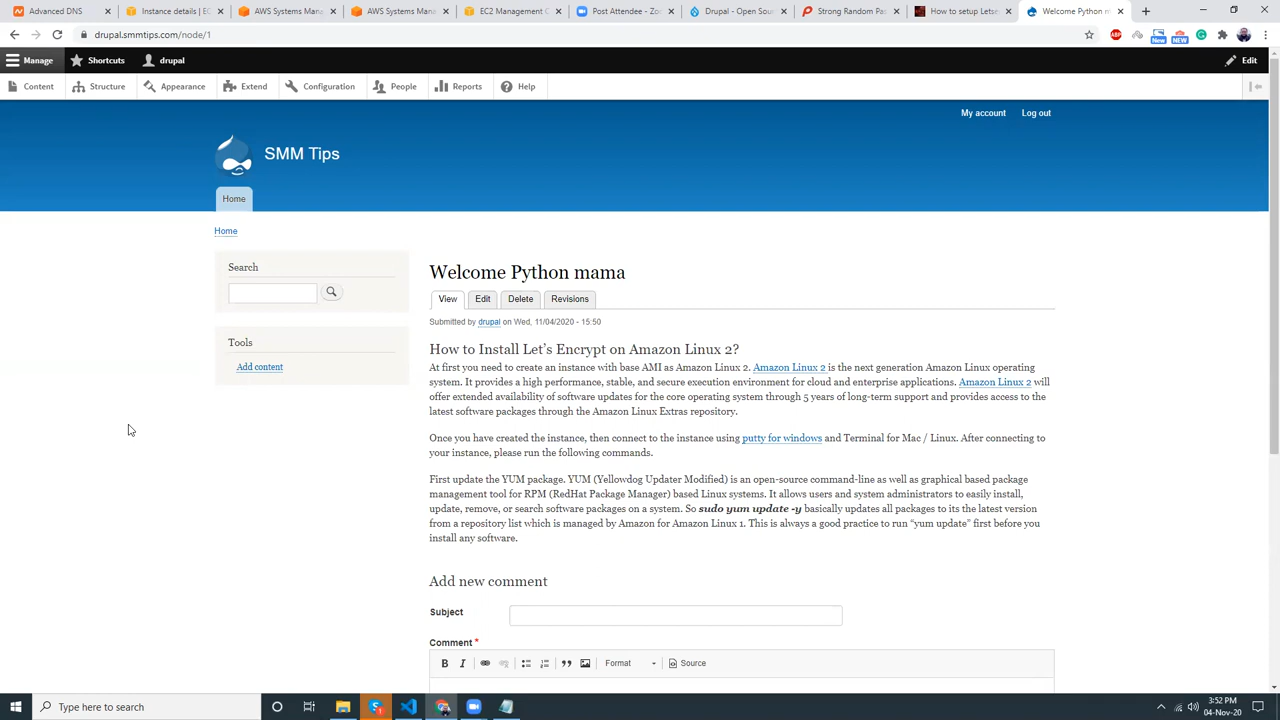 Advanced DNS
Instance details | EC
AWS SMMTips
AWS SMMTips
EC2 Management C
Post Attendee - Zoo
Drupal - Open Sou
Strong Random Pa
How to setup Letse
Welcome Python m
drupal.smmtips.com/node/1
ABP
New
NEW
Manage
Shortcuts
drupal
Edit
Content
Structure
Appearance
Extend
Configuration
People
Reports
Help
My account
Log out
SMM Tips
Home
Home
Search
Tools
Add content
Welcome Python mama
View
Edit
Delete
Revisions
Submitted by drupal on Wed, 11/04/2020 - 15:50
How to Install Let’s Encrypt on Amazon Linux 2?
At first you need to create an instance with base AMI as Amazon Linux 2. Amazon Linux 2 is the next generation Amazon Linux operating
system. It provides a high performance, stable, and secure execution environment for cloud and enterprise applications. Amazon Linux 2 will
offer extended availability of software updates for the core operating system through 5 years of long-term support and provides access to the
latest software packages through the Amazon Linux Extras repository.
Once you have created the instance, then connect to the instance using putty for windows and Terminal for Mac / Linux. After connecting to
your instance, please run the following commands.
First update the YUM package. YUM (Yellowdog Updater Modified) is an open-source command-line as well as graphical based package
management tool for RPM (RedHat Package Manager) based Linux systems. It allows users and system administrators to easily install,
update, remove, or search software packages on a system. So sudo yum update -y basically updates all packages to its the latest version
from a repository list which is managed by Amazon for Amazon Linux 1. This is always a good practice to run “yum update” first before you
install any software.
Add new comment
Subject
Comment *
B I Format Source
Type here to search
3:52 PM
04-Nov-20